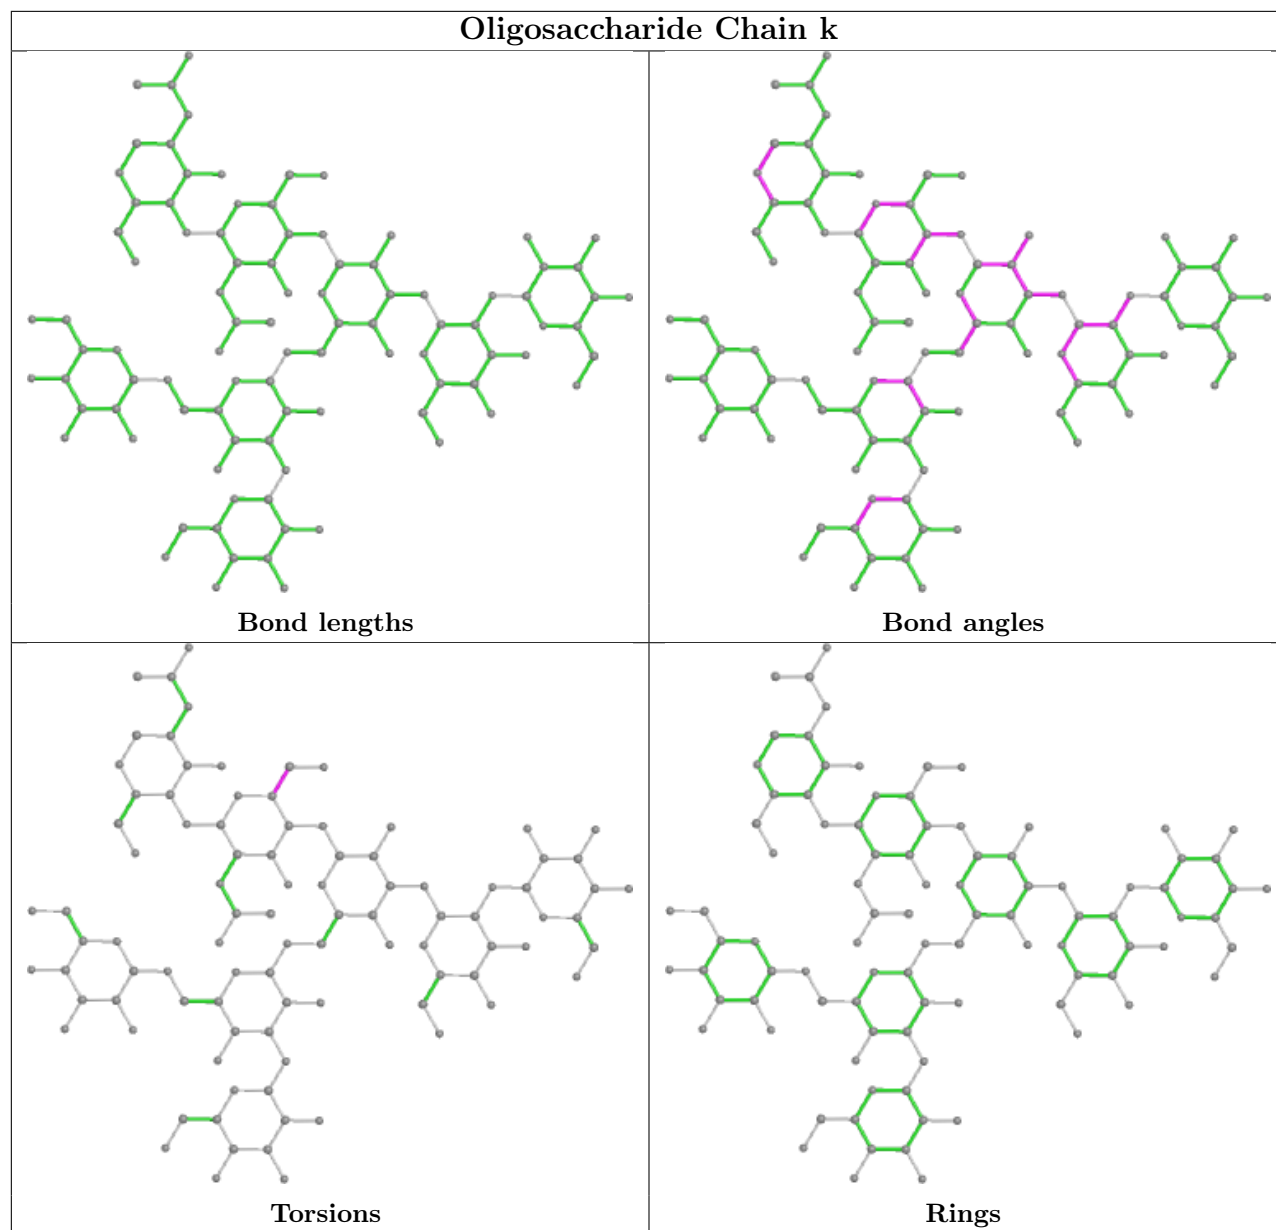 Oligosaccharide Chain k
Bond lengths
Bond angles
Torsions
Rings